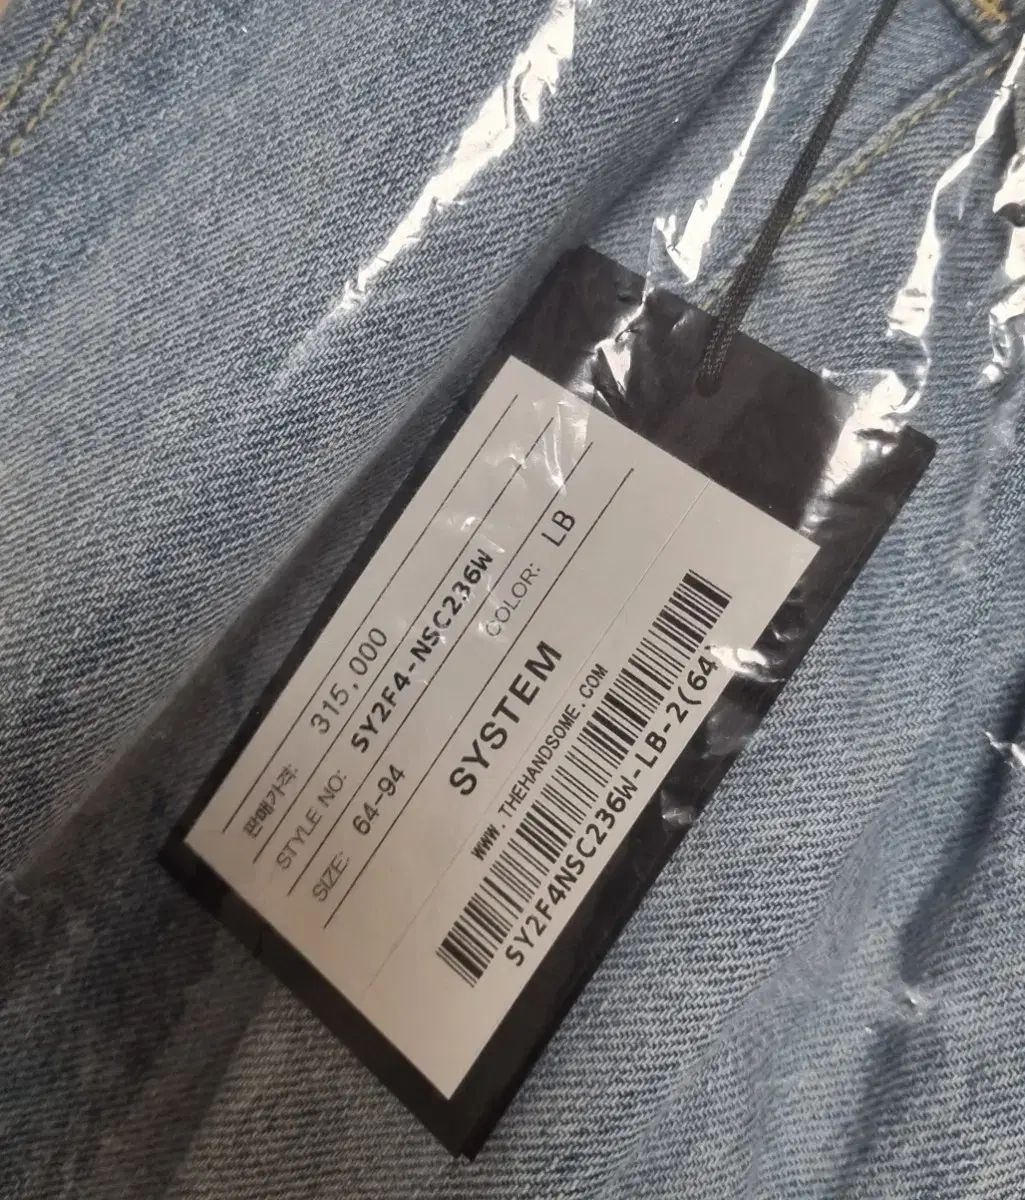 판매가격: 315.000
STYLE NO: SY2F4-NSC236W
SIZE: 64-94 COLOR: LB
SYSTEM
WWW.THEHANDSOME.COM
SY2F4NSC236W-LB-2(64)